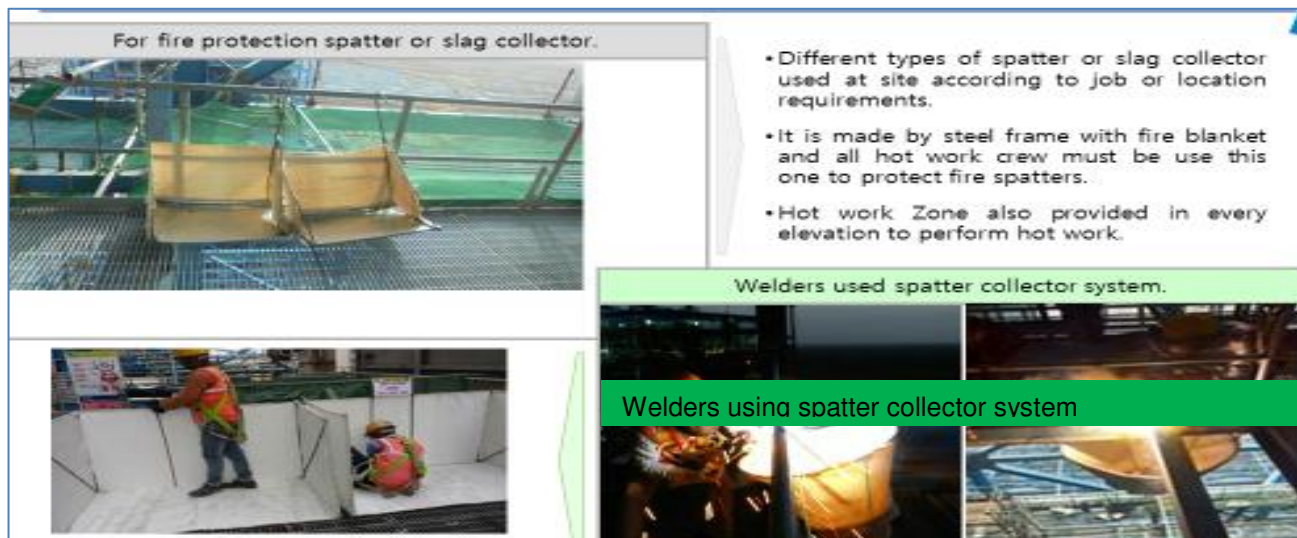 For fire protection spatter or slag collector.
• Different types of spatter or slag collector
used at site according to job or location
requirements.
• It is made by steel frame with fire blanket
and all hot work crew must be use this
one to protect fire spatters.
• Hot work Zone also provided in every
elevation to perform hot work.
Welders used spatter collector system.
Welders using spatter collector system